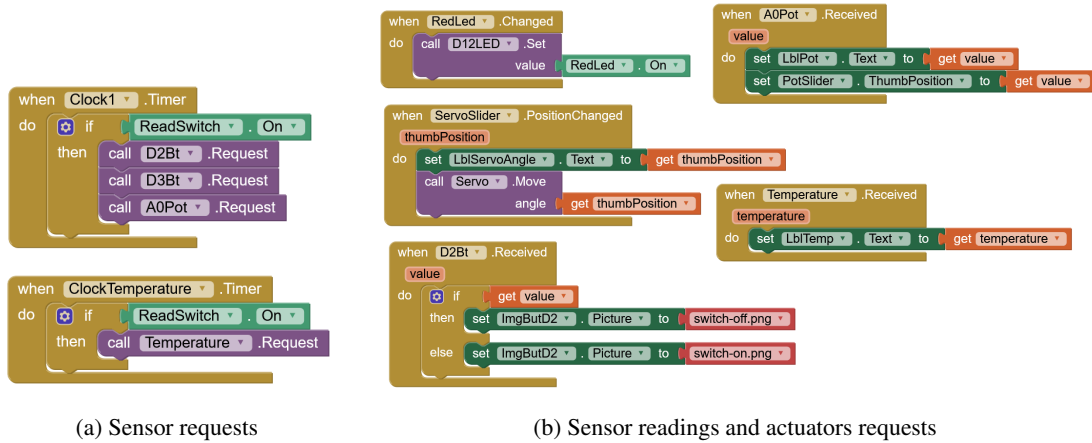 when Clock1 .Timer
do if ReadSwitch . On
then call D2Bt .Request
call D3Bt .Request
call A0Pot .Request
when ClockTemperature .Timer
do if ReadSwitch . On
then call Temperature .Request
(a) Sensor requests
when RedLed .Changed
do call D12LED .Set
value RedLed . On
when ServoSlider .PositionChanged
thumbPosition
do set LblServoAngle . Text to get thumbPosition
call Servo .Move
angle get thumbPosition
when D2Bt .Received
value
do if get value
then set ImgButD2 . Picture to switch-off.png
else set ImgButD2 . Picture to switch-on.png
when A0Pot .Received
value
do set LblPot . Text to get value
set PotSlider . ThumbPosition to get value
when Temperature .Received
temperature
do set LblTemp . Text to get temperature
(b) Sensor readings and actuators requests